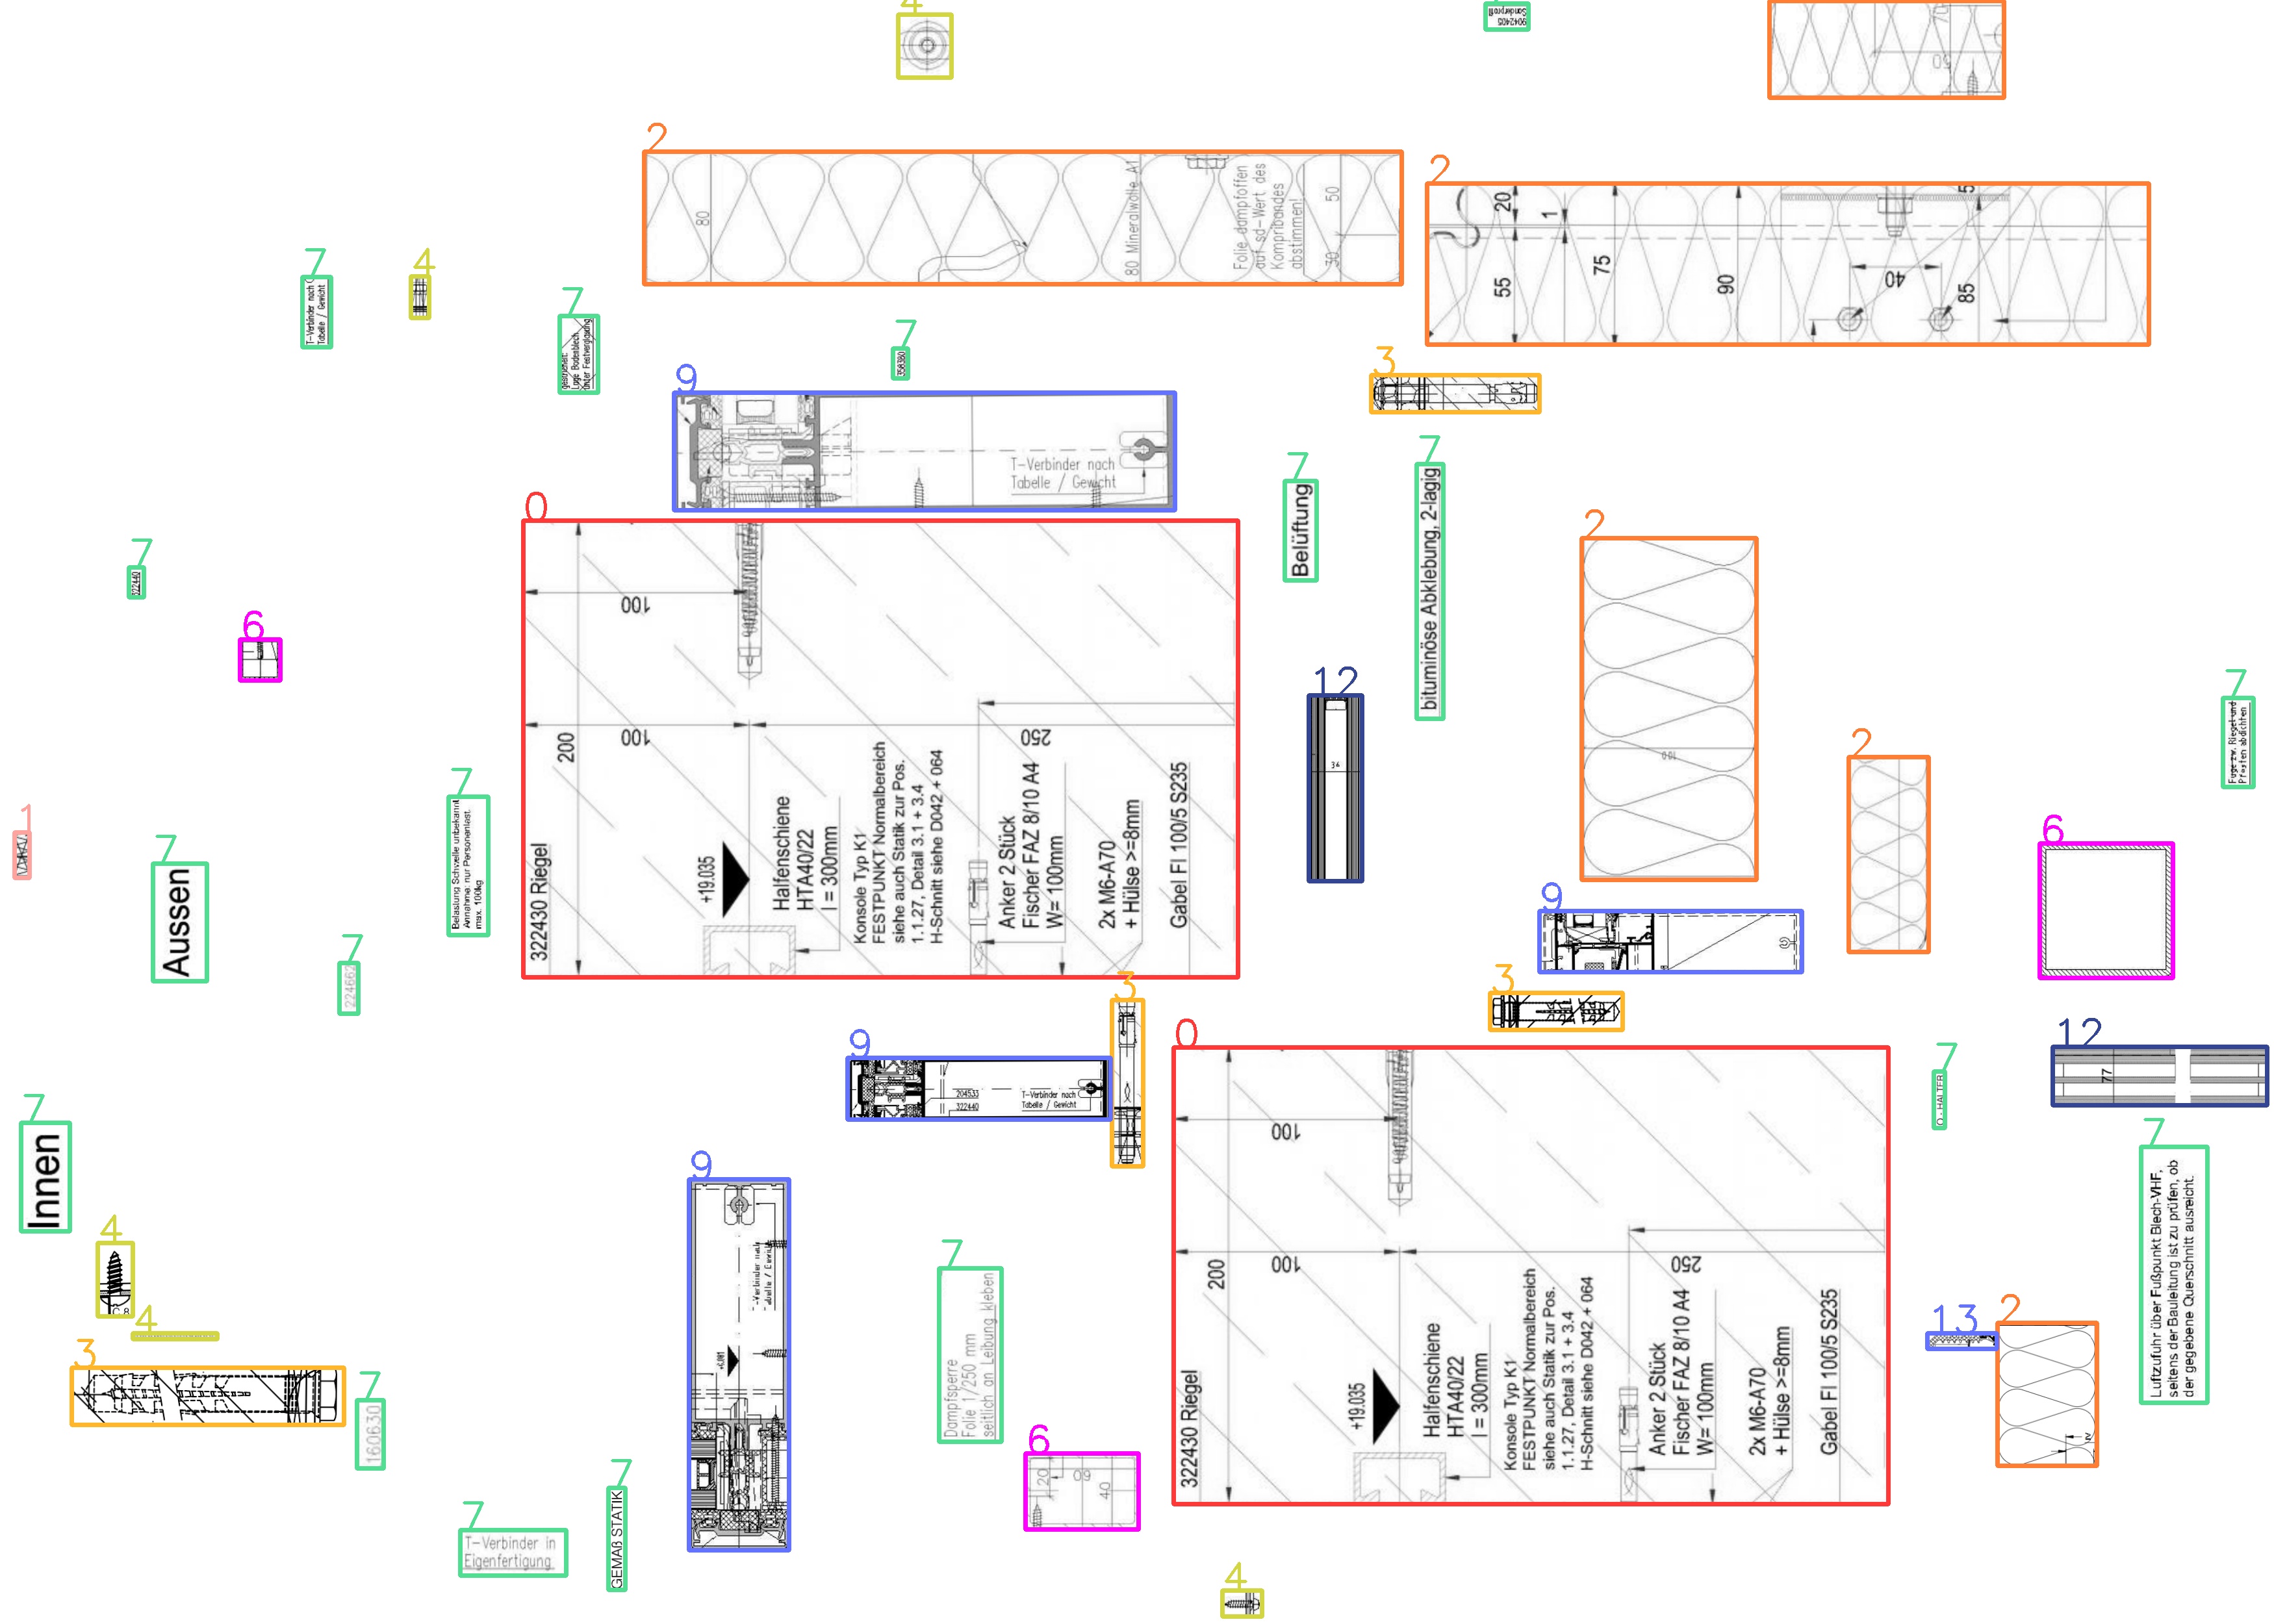 4
7
9042405
Sonderprofil
2
80
80 Mineralwolle A1
Folie dampfoffen
auf sd-Wert des
Kompribandes
abstimmen!
30
50
2
20
1
55
75
90
40
85
5
50
7
T-Verbinder nach
Tabelle / Gewicht
4
7
Lage Bodenblech
unter Festverglasung
7
358360
9
T-Verbinder nach
Tabelle / Gewicht
3
7
Belüftung
7
bituminöse Abklebung, 2-lagig
2
100
7
322440
6
0
100
200
100
250
322430 Riegel
+19.035
Halfenschiene
HTA40/22
l = 300mm
Konsole Typ K1
FESTPUNKT Normalbereich
siehe auch Statik zur Pos.
1.1.27, Detail 3.1 + 3.4
H-Schnitt siehe D042 + 064
Anker 2 Stück
Fischer FAZ 8/10 A4
W= 100mm
2x M6-A70
+ Hülse >=8mm
Gabel Fl 100/5 S235
12
34
2
7
Fuge zw. Riegel und
Pfosten abdichten
1
7
Aussen
7
Belastung Schwelle unbekannt
Annahme: nur Personenlast
max. 100kg
7
224662
9
6
3
3
9
204533
322440
T-Verbinder nach
Tabelle / Gewicht
0
100
200
100
250
322430 Riegel
+19.035
Halfenschiene
HTA40/22
l = 300mm
Konsole Typ K1
FESTPUNKT Normalbereich
siehe auch Statik zur Pos.
1.1.27, Detail 3.1 + 3.4
H-Schnitt siehe D042 + 064
Anker 2 Stück
Fischer FAZ 8/10 A4
W= 100mm
2x M6-A70
+ Hülse >=8mm
Gabel Fl 100/5 S235
7
12
77
7
Innen
7
Luftzufuhr über Fußpunkt Blech-VHF,
seitens der Bauleitung ist zu prüfen, ob
der gegebene Querschnitt ausreicht.
9
4
4
3
7
160630
7
Dampfsperre
Folie 1/250 mm
seitlich an Leibung kleben
13
2
6
20
60
40
7
GEMÄß STATIK
7
T-Verbinder in
Eigenfertigung
4